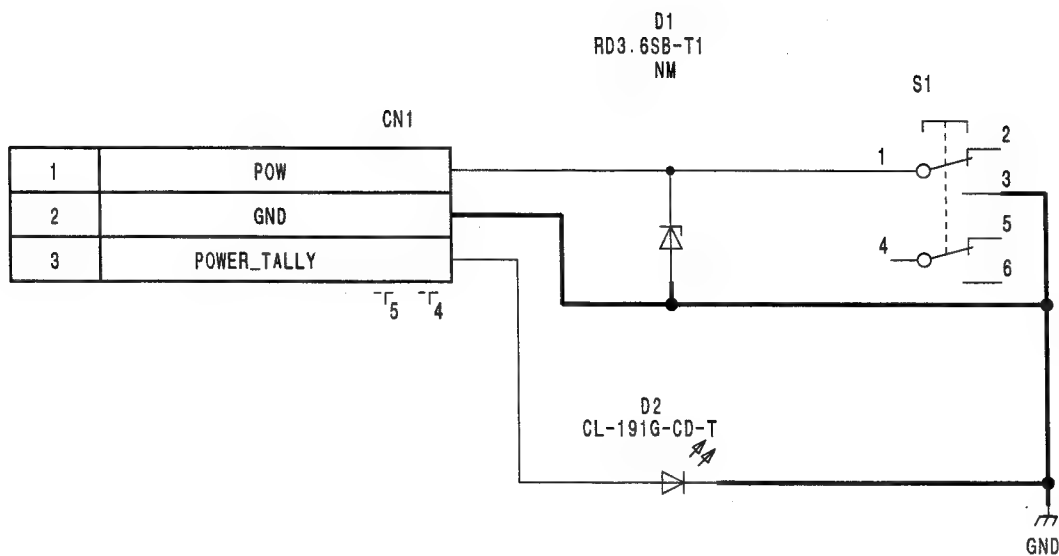 D1
RD3.6SB-T1
NM
S1
CN1
1 POW
2 GND
3 POWER_TALLY
5 4
1
2
3
4
5
6
D2
CL-191G-CD-T
GND